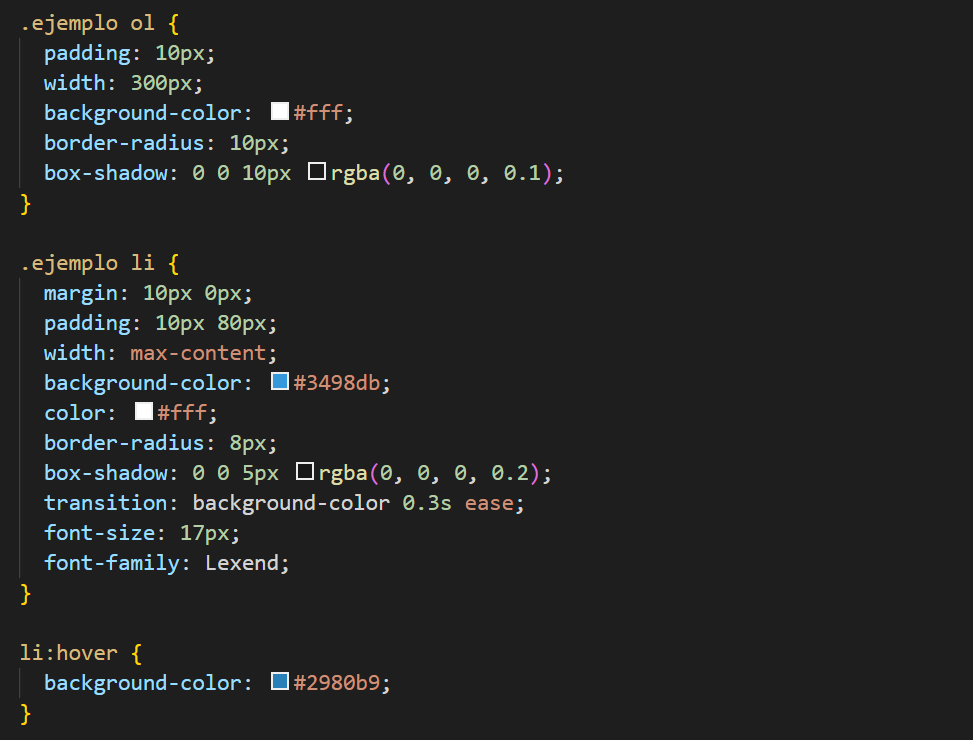 .ejemplo ol {
  padding: 10px;
  width: 300px;
  background-color: #fff;
  border-radius: 10px;
  box-shadow: 0 0 10px rgba(0, 0, 0, 0.1);
}

.ejemplo li {
  margin: 10px 0px;
  padding: 10px 80px;
  width: max-content;
  background-color: #3498db;
  color: #fff;
  border-radius: 8px;
  box-shadow: 0 0 5px rgba(0, 0, 0, 0.2);
  transition: background-color 0.3s ease;
  font-size: 17px;
  font-family: Lexend;
}

li:hover {
  background-color: #2980b9;
}